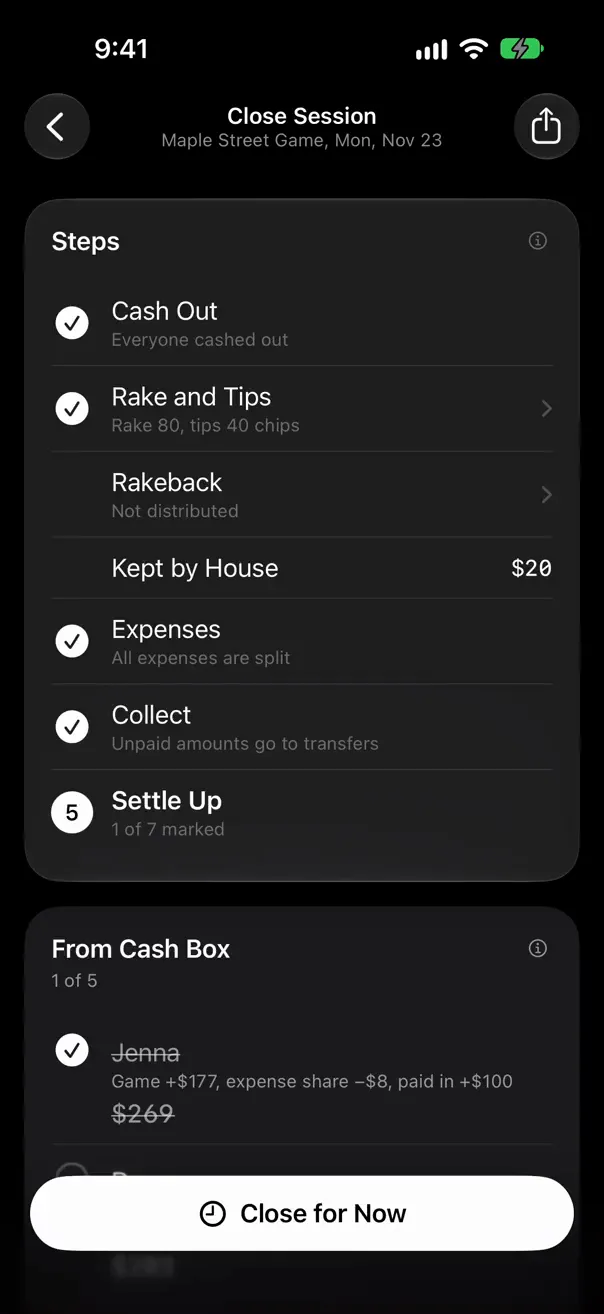 9:41
Close Session
Maple Street Game, Mon, Nov 23
Steps
Cash Out
Everyone cashed out
Rake and Tips
Rake 80, tips 40 chips
Rakeback
Not distributed
Kept by House
$20
Expenses
All expenses are split
Collect
Unpaid amounts go to transfers
5
Settle Up
1 of 7 marked
From Cash Box
1 of 5
Jenna
Game +$177, expense share −$8, paid in +$100
$269
Close for Now